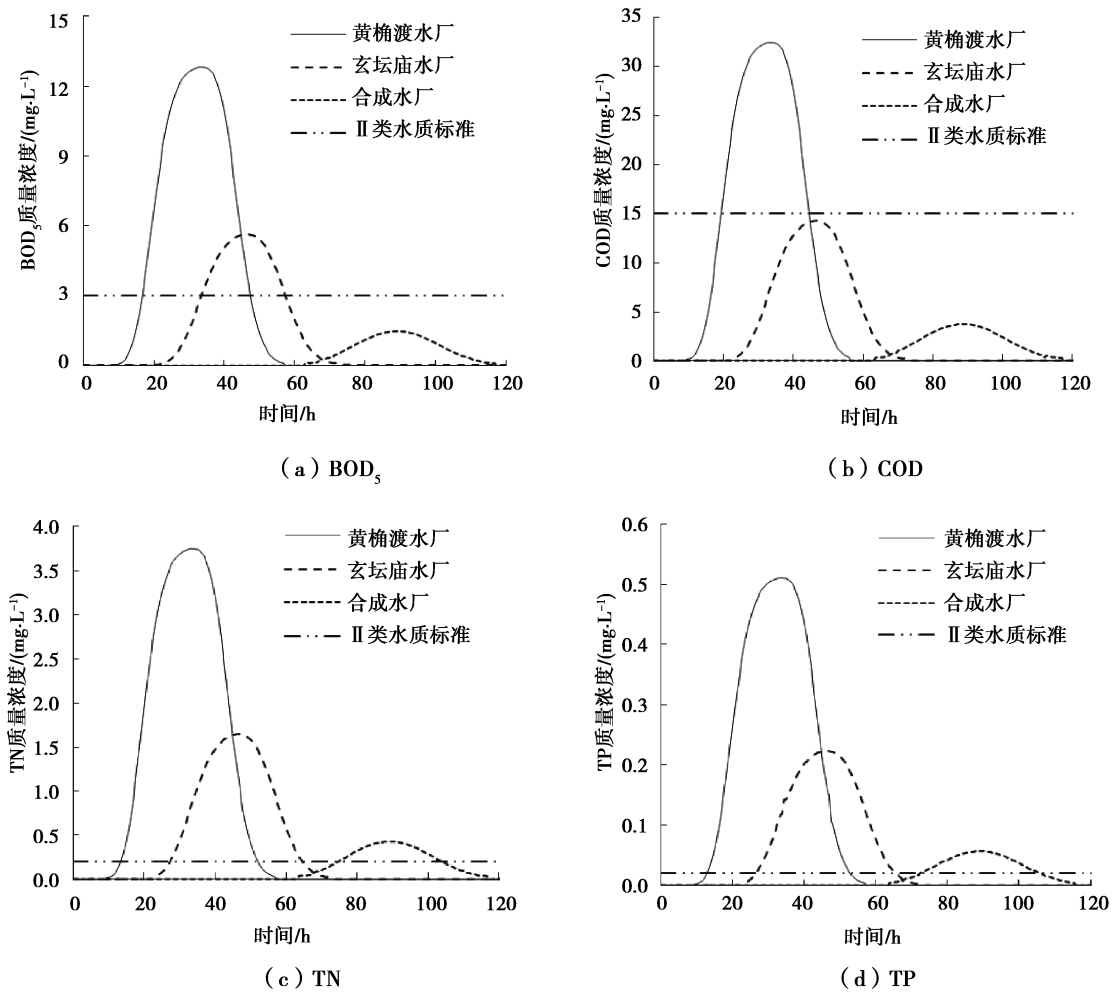 BOD₅质量浓度/(mg·L⁻¹)
15
12
9
6
3
0
0 20 40 60 80 100 120
时间/h
黄桷渡水厂
玄坛庙水厂
合成水厂
Ⅱ类水质标准
(a)BOD₅
COD质量浓度/(mg·L⁻¹)
35
30
25
20
15
10
5
0
0 20 40 60 80 100 120
时间/h
黄桷渡水厂
玄坛庙水厂
合成水厂
Ⅱ类水质标准
(b)COD
TN质量浓度/(mg·L⁻¹)
4.0
3.5
3.0
2.5
2.0
1.5
1.0
0.5
0.0
0 20 40 60 80 100 120
时间/h
黄桷渡水厂
玄坛庙水厂
合成水厂
Ⅱ类水质标准
(c)TN
TP质量浓度/(mg·L⁻¹)
0.6
0.5
0.4
0.3
0.2
0.1
0.0
0 20 40 60 80 100 120
时间/h
黄桷渡水厂
玄坛庙水厂
合成水厂
Ⅱ类水质标准
(d)TP